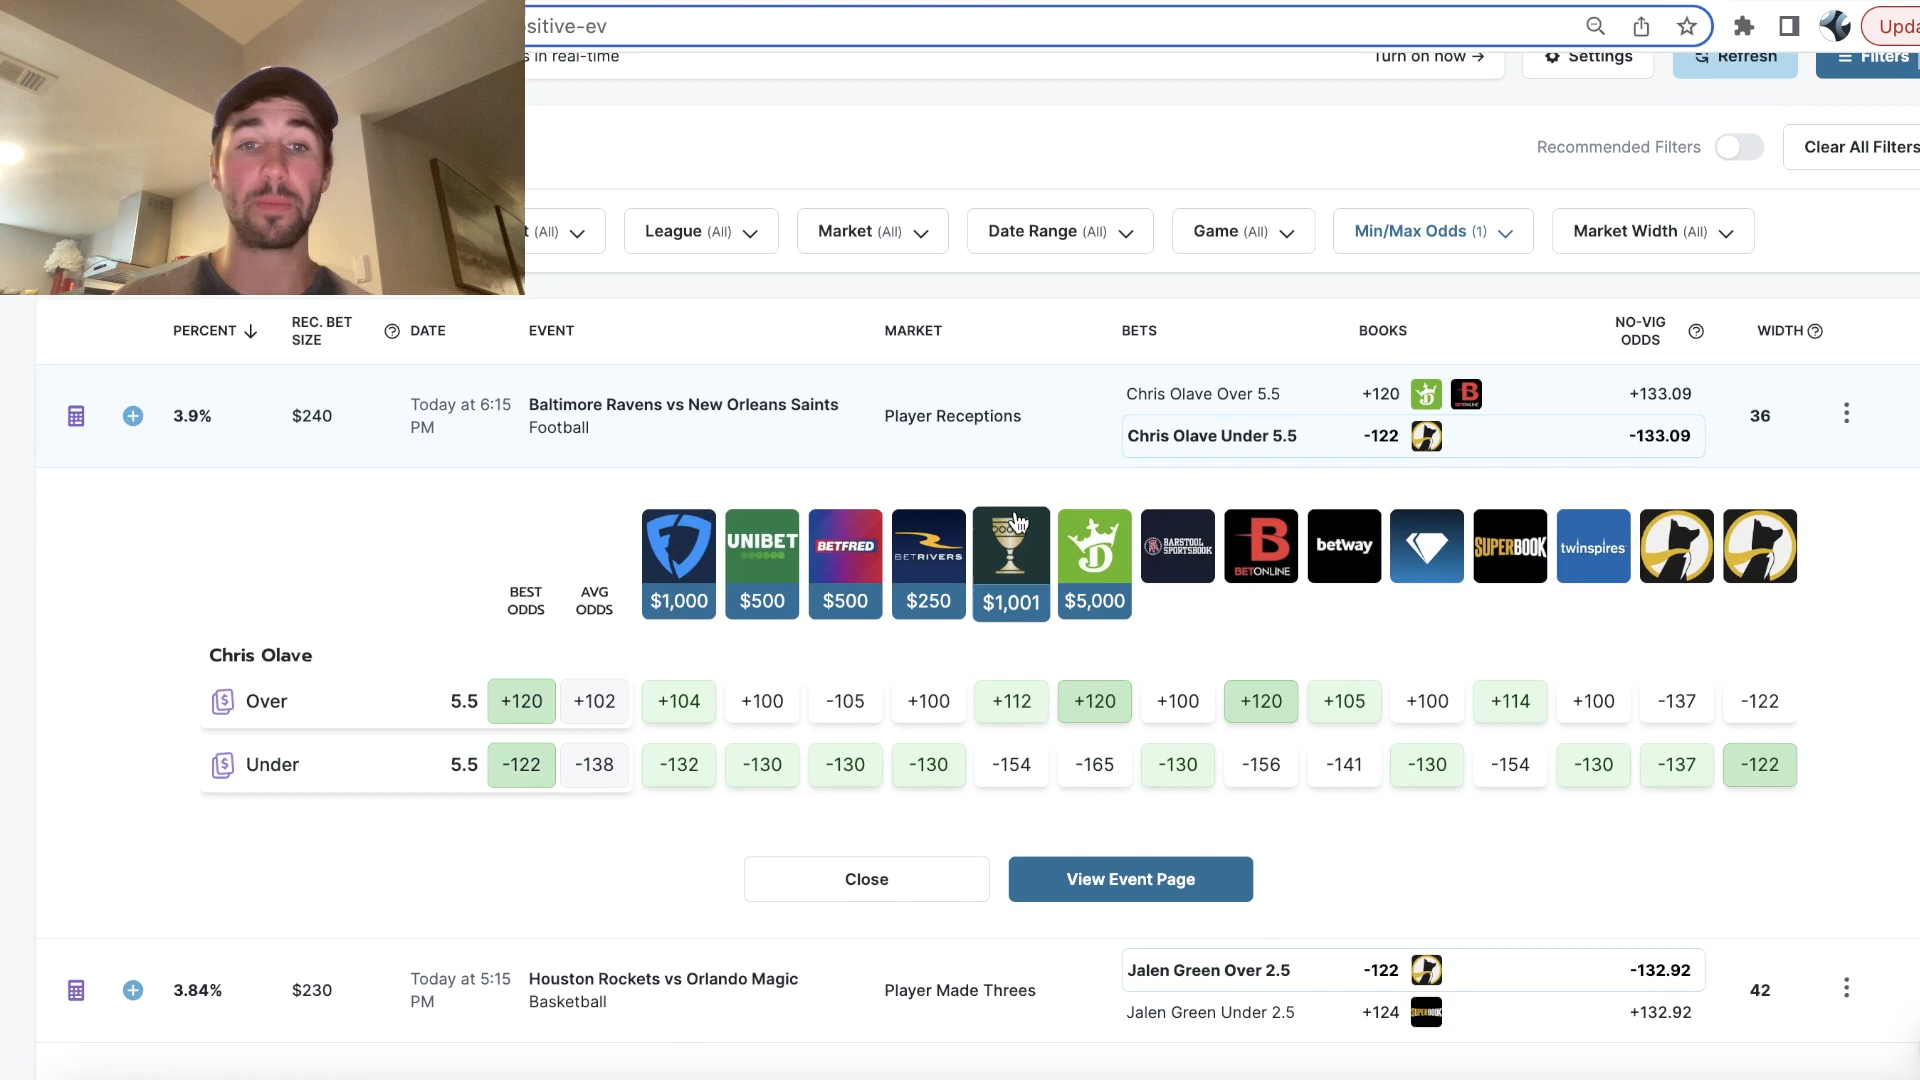 sitive-ev
Upda
s in real-time
Turn on now →
Settings
Refresh
Filters
Recommended Filters
Clear All Filters
t (All)
League (All)
Market (All)
Date Range (All)
Game (All)
Min/Max Odds (1)
Market Width (All)
PERCENT ↓
REC. BET
SIZE
DATE
EVENT
MARKET
BETS
BOOKS
NO-VIG
ODDS
WIDTH
3.9%
$240
Today at 6:15
PM
Baltimore Ravens vs New Orleans Saints
Football
Player Receptions
Chris Olave Over 5.5
+120
+133.09
Chris Olave Under 5.5
-122
-133.09
36
BEST
ODDS
AVG
ODDS
$1,000
UNIBET
$500
BETFRED
$500
BETRIVERS
$250
$1,001
$5,000
BARSTOOL
SPORTSBOOK
B
BETONLINE
betway
SUPERBOOK
twinspires
Chris Olave
Over 5.5 +120 +102 +104 +100 -105 +100 +112 +120 +100 +120 +105 +100 +114 +100 -137 -122
Under 5.5 -122 -138 -132 -130 -130 -130 -154 -165 -130 -156 -141 -130 -154 -130 -137 -122
Close
View Event Page
3.84%
$230
Today at 5:15
PM
Houston Rockets vs Orlando Magic
Basketball
Player Made Threes
Jalen Green Over 2.5
-122
-132.92
Jalen Green Under 2.5
+124
SUPERBOOK
+132.92
42